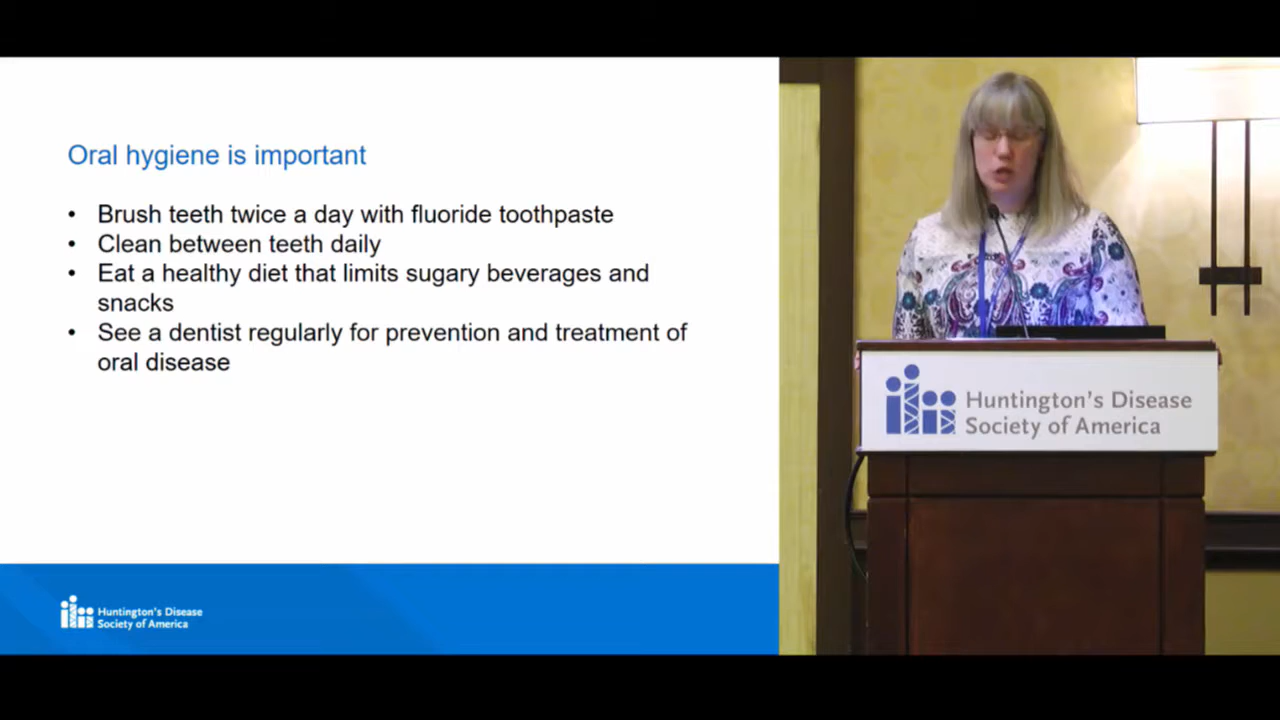 Oral hygiene is important
• Brush teeth twice a day with fluoride toothpaste
• Clean between teeth daily
• Eat a healthy diet that limits sugary beverages and
snacks
• See a dentist regularly for prevention and treatment of
oral disease
Huntington's Disease
Society of America
Huntington's Disease
Society of America